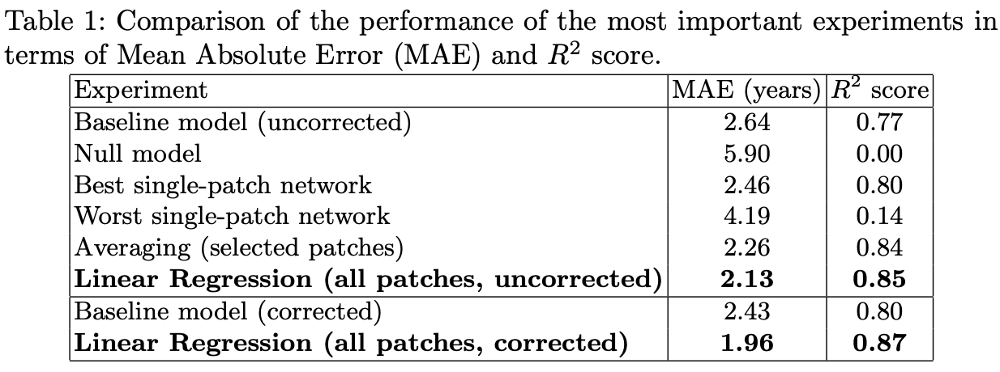 Table 1: Comparison of the performance of the most important experiments in
terms of Mean Absolute Error (MAE) and R² score.
Experiment MAE (years) R² score
Baseline model (uncorrected) 2.64 0.77
Null model 5.90 0.00
Best single-patch network 2.46 0.80
Worst single-patch network 4.19 0.14
Averaging (selected patches) 2.26 0.84
Linear Regression (all patches, uncorrected) 2.13 0.85
Baseline model (corrected) 2.43 0.80
Linear Regression (all patches, corrected) 1.96 0.87